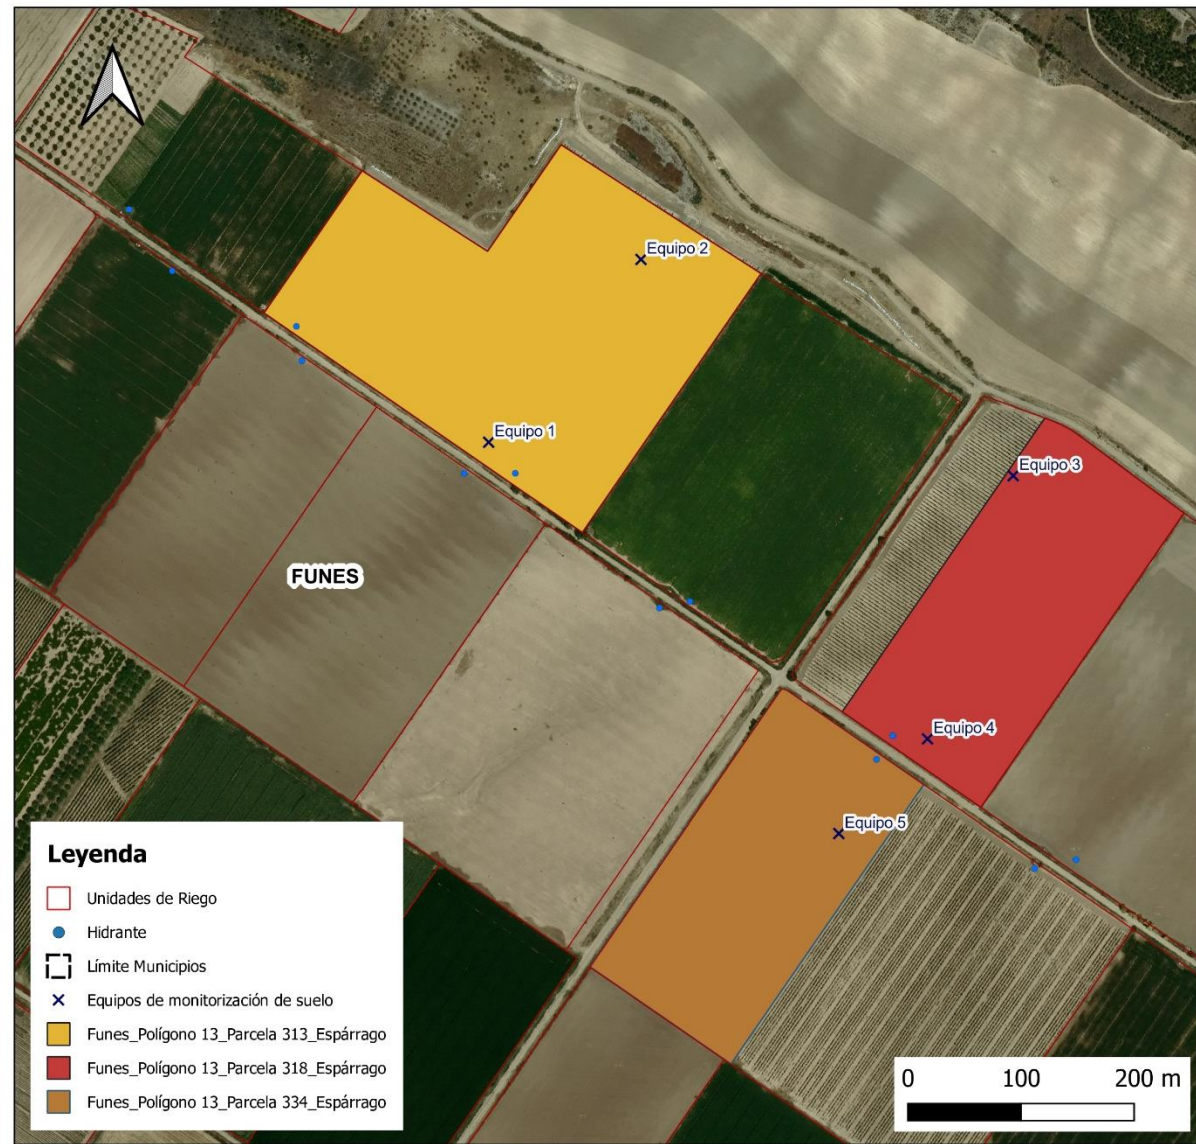 Equipo 2
Equipo 1
Equipo 3
FUNES
Equipo 4
Equipo 5
Leyenda
Unidades de Riego
Hidrante
Límite Municipios
Equipos de monitorización de suelo
Funes_Polígono 13_Parcela 313_Espárrago
Funes_Polígono 13_Parcela 318_Espárrago
Funes_Polígono 13_Parcela 334_Espárrago
0 100 200 m